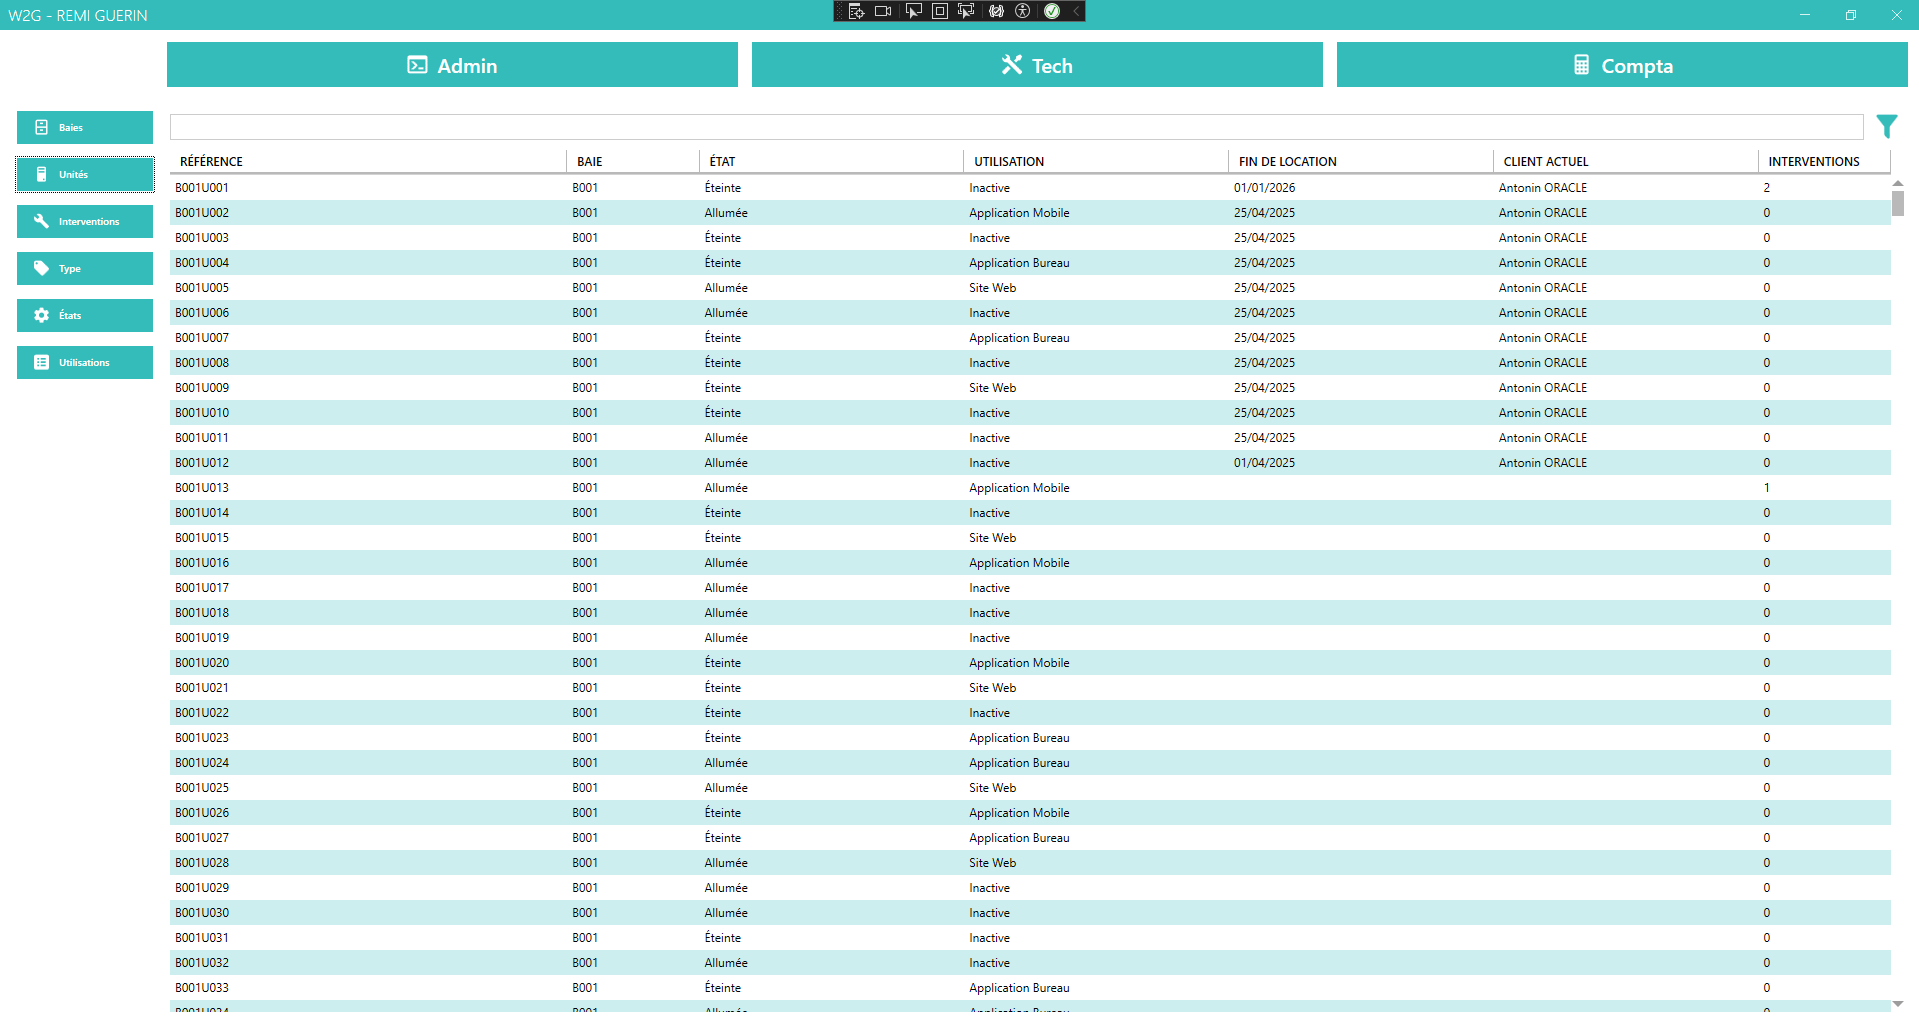 W2G - REMI GUERIN
Admin
Tech
Compta
Baies
Unités
Interventions
Type
États
Utilisations
RÉFÉRENCE BAIE ÉTAT UTILISATION FIN DE LOCATION CLIENT ACTUEL INTERVENTIONS
B001U001 B001 Éteinte Inactive 01/01/2026 Antonin ORACLE 2
B001U002 B001 Allumée Application Mobile 25/04/2025 Antonin ORACLE 0
B001U003 B001 Éteinte Inactive 25/04/2025 Antonin ORACLE 0
B001U004 B001 Éteinte Application Bureau 25/04/2025 Antonin ORACLE 0
B001U005 B001 Allumée Site Web 25/04/2025 Antonin ORACLE 0
B001U006 B001 Allumée Inactive 25/04/2025 Antonin ORACLE 0
B001U007 B001 Éteinte Application Bureau 25/04/2025 Antonin ORACLE 0
B001U008 B001 Éteinte Inactive 25/04/2025 Antonin ORACLE 0
B001U009 B001 Éteinte Site Web 25/04/2025 Antonin ORACLE 0
B001U010 B001 Éteinte Inactive 25/04/2025 Antonin ORACLE 0
B001U011 B001 Allumée Inactive 25/04/2025 Antonin ORACLE 0
B001U012 B001 Allumée Inactive 01/04/2025 Antonin ORACLE 0
B001U013 B001 Allumée Application Mobile 1
B001U014 B001 Éteinte Inactive 0
B001U015 B001 Éteinte Site Web 0
B001U016 B001 Allumée Application Mobile 0
B001U017 B001 Allumée Inactive 0
B001U018 B001 Allumée Inactive 0
B001U019 B001 Allumée Inactive 0
B001U020 B001 Éteinte Application Mobile 0
B001U021 B001 Éteinte Site Web 0
B001U022 B001 Éteinte Inactive 0
B001U023 B001 Éteinte Application Bureau 0
B001U024 B001 Allumée Application Bureau 0
B001U025 B001 Allumée Site Web 0
B001U026 B001 Éteinte Application Mobile 0
B001U027 B001 Éteinte Application Bureau 0
B001U028 B001 Allumée Site Web 0
B001U029 B001 Allumée Inactive 0
B001U030 B001 Allumée Inactive 0
B001U031 B001 Éteinte Inactive 0
B001U032 B001 Allumée Inactive 0
B001U033 B001 Éteinte Application Bureau 0
B001U034 B001 Allumée Application Bureau 0